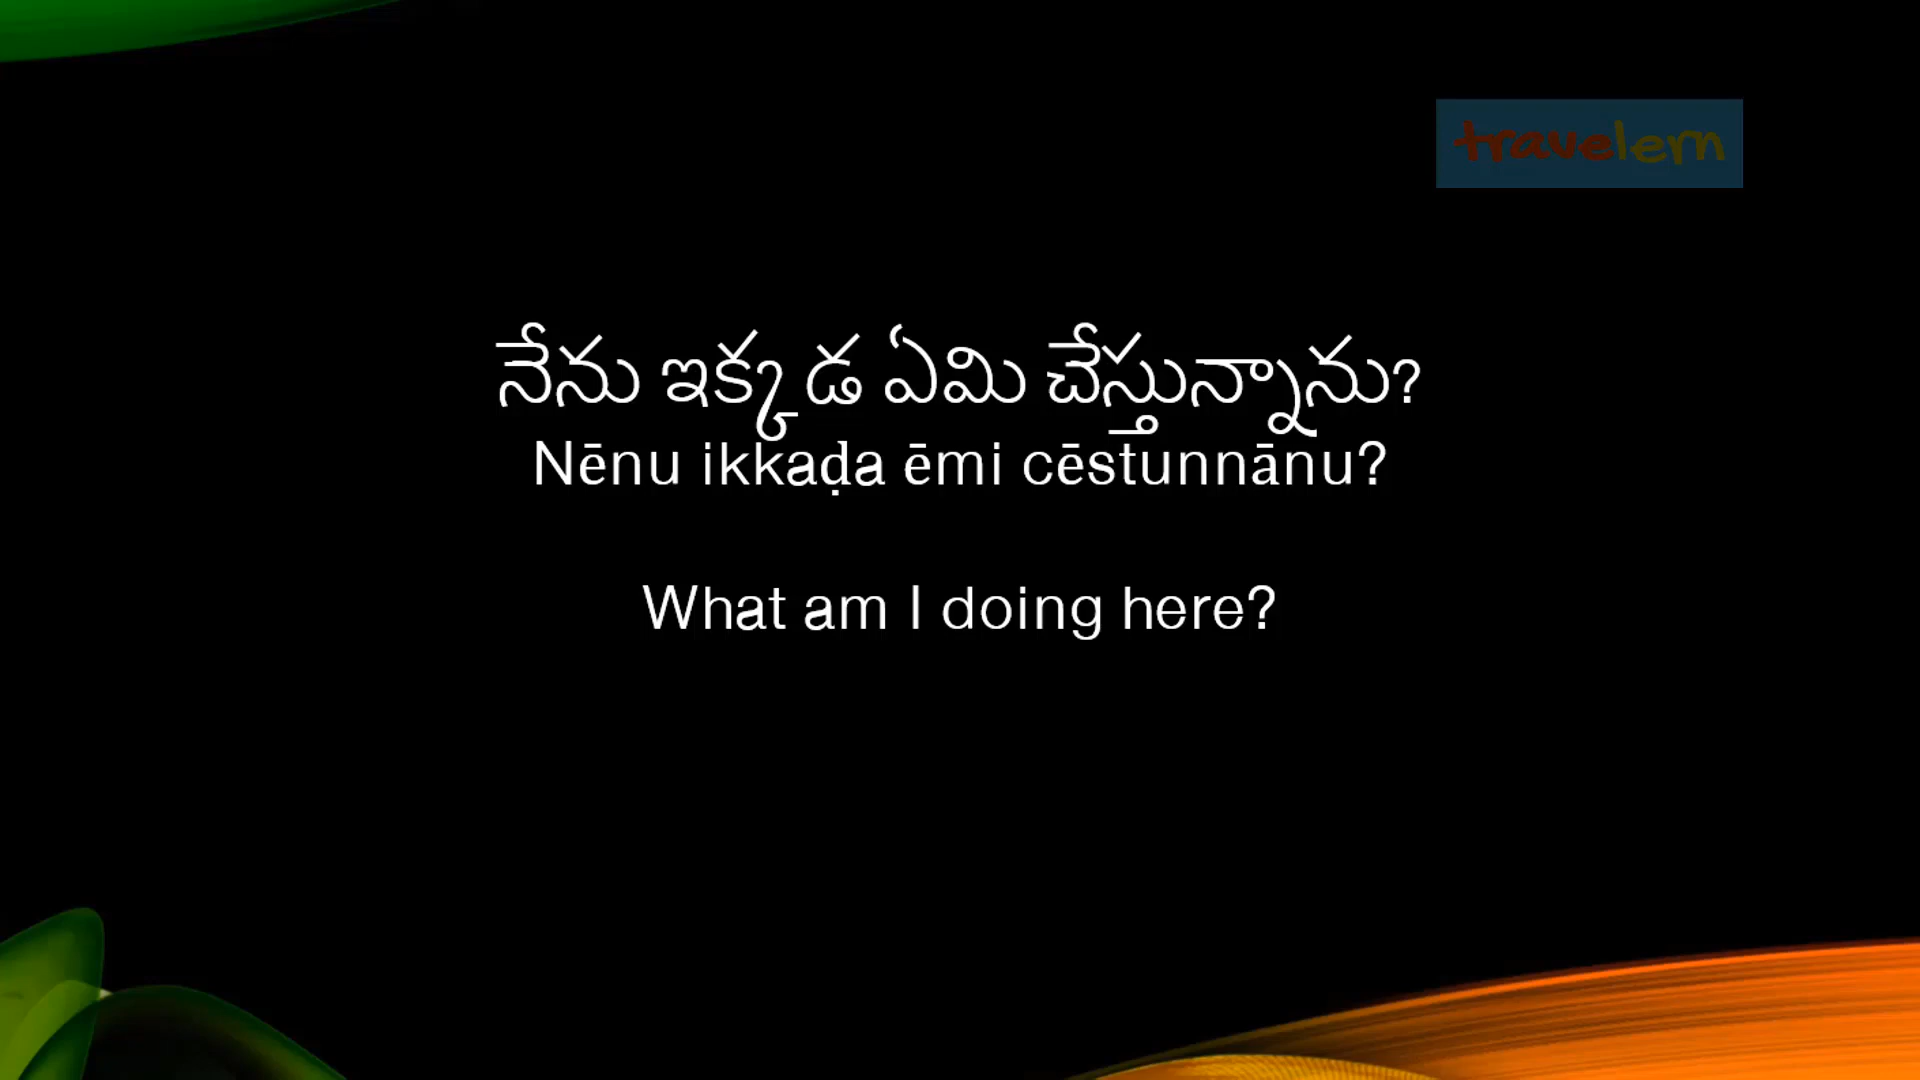 travelern
నేను ఇక్కడ ఏమి చేస్తున్నాను?
Nēnu ikkaḍa ēmi cēstunnānu?
What am I doing here?